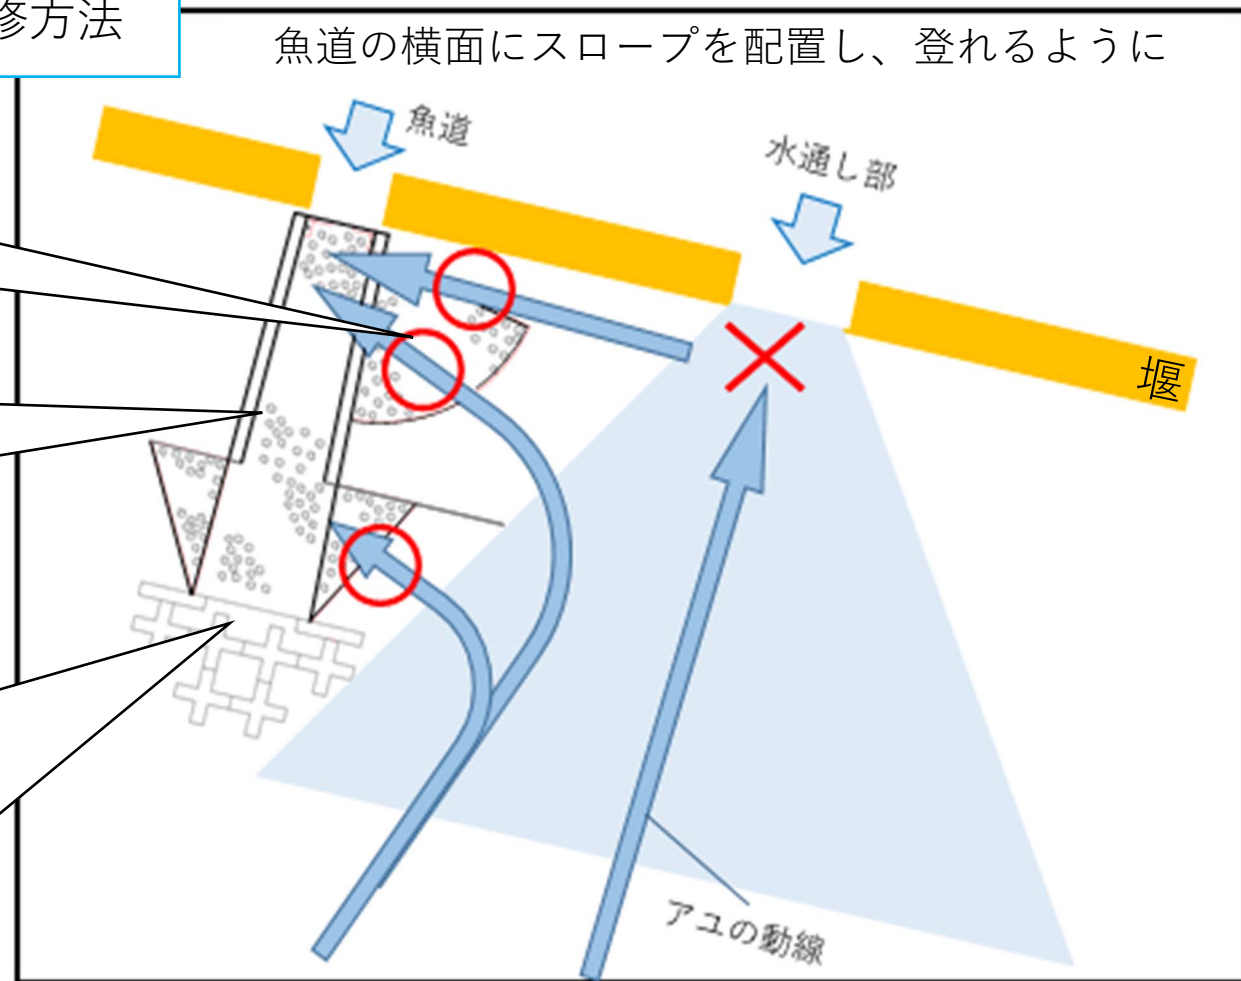 修方法
魚道の横面にスロープを配置し、登れるように
魚道
水通し部
堰
アユの動線